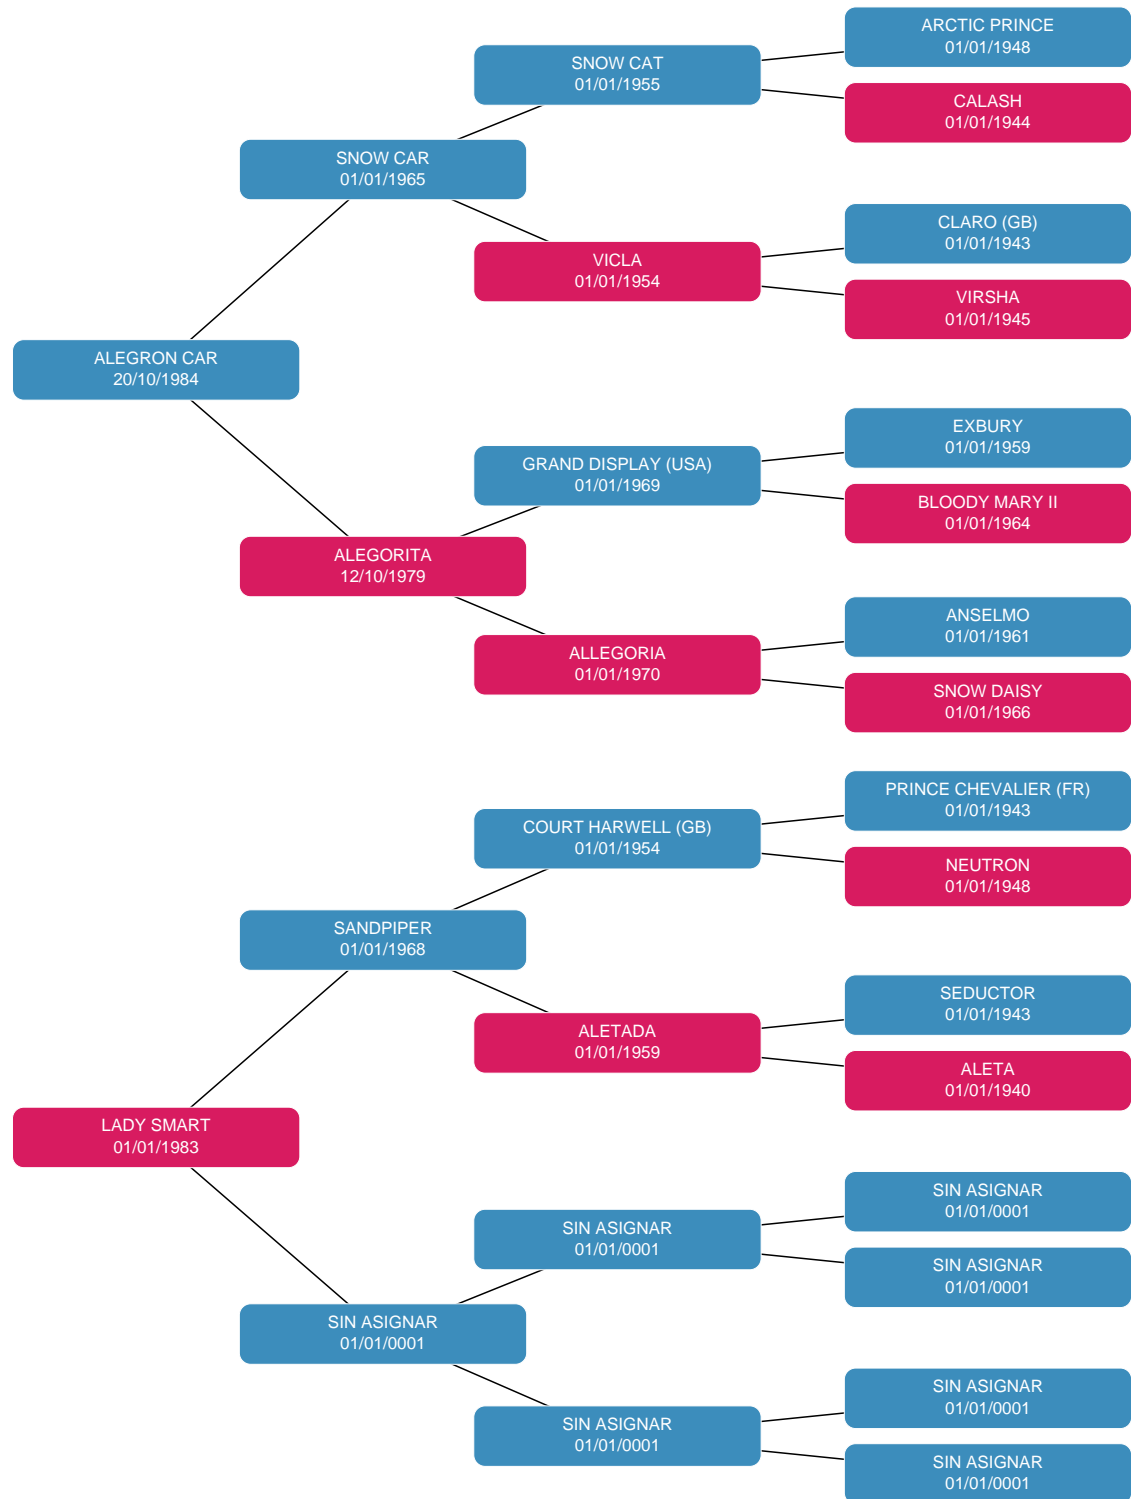 ARCTIC PRINCE
01/01/1948
SNOW CAT
01/01/1955
CALASH
01/01/1944
SNOW CAR
01/01/1965
CLARO (GB)
01/01/1943
VICLA
01/01/1954
VIRSHA
01/01/1945
ALEGRON CAR
20/10/1984
EXBURY
01/01/1959
GRAND DISPLAY (USA)
01/01/1969
BLOODY MARY II
01/01/1964
ALEGORITA
12/10/1979
ANSELMO
01/01/1961
ALLEGORIA
01/01/1970
SNOW DAISY
01/01/1966
PRINCE CHEVALIER (FR)
01/01/1943
COURT HARWELL (GB)
01/01/1954
NEUTRON
01/01/1948
SANDPIPER
01/01/1968
SEDUCTOR
01/01/1943
ALETADA
01/01/1959
ALETA
01/01/1940
LADY SMART
01/01/1983
SIN ASIGNAR
01/01/0001
SIN ASIGNAR
01/01/0001
SIN ASIGNAR
01/01/0001
SIN ASIGNAR
01/01/0001
SIN ASIGNAR
01/01/0001
SIN ASIGNAR
01/01/0001
SIN ASIGNAR
01/01/0001